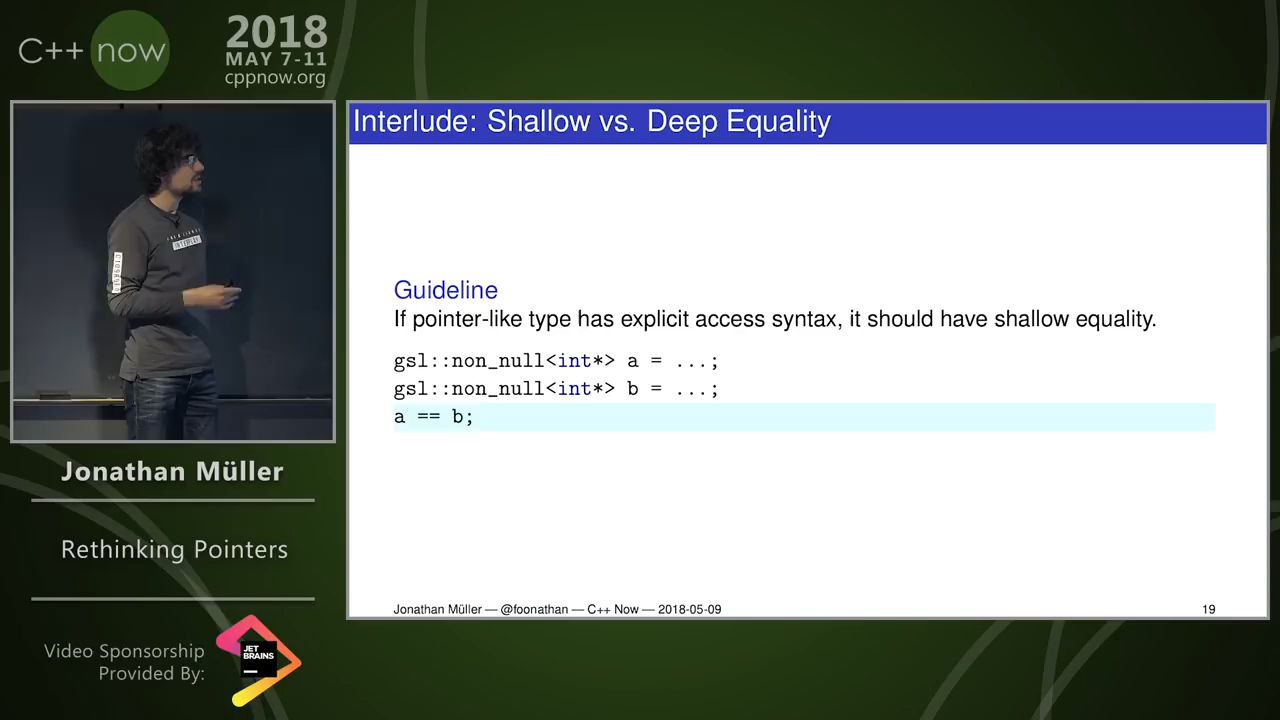 C++ now
2018
MAY 7-11
cppnow.org
Interlude: Shallow vs. Deep Equality
Guideline
If pointer-like type has explicit access syntax, it should have shallow equality.
gsl::non_null<int*> a = ...;
gsl::non_null<int*> b = ...;
a == b;
Jonathan Müller — @foonathan — C++ Now — 2018-05-09
19
Jonathan Müller
Rethinking Pointers
Video Sponsorship
Provided By:
JET
BRAINS